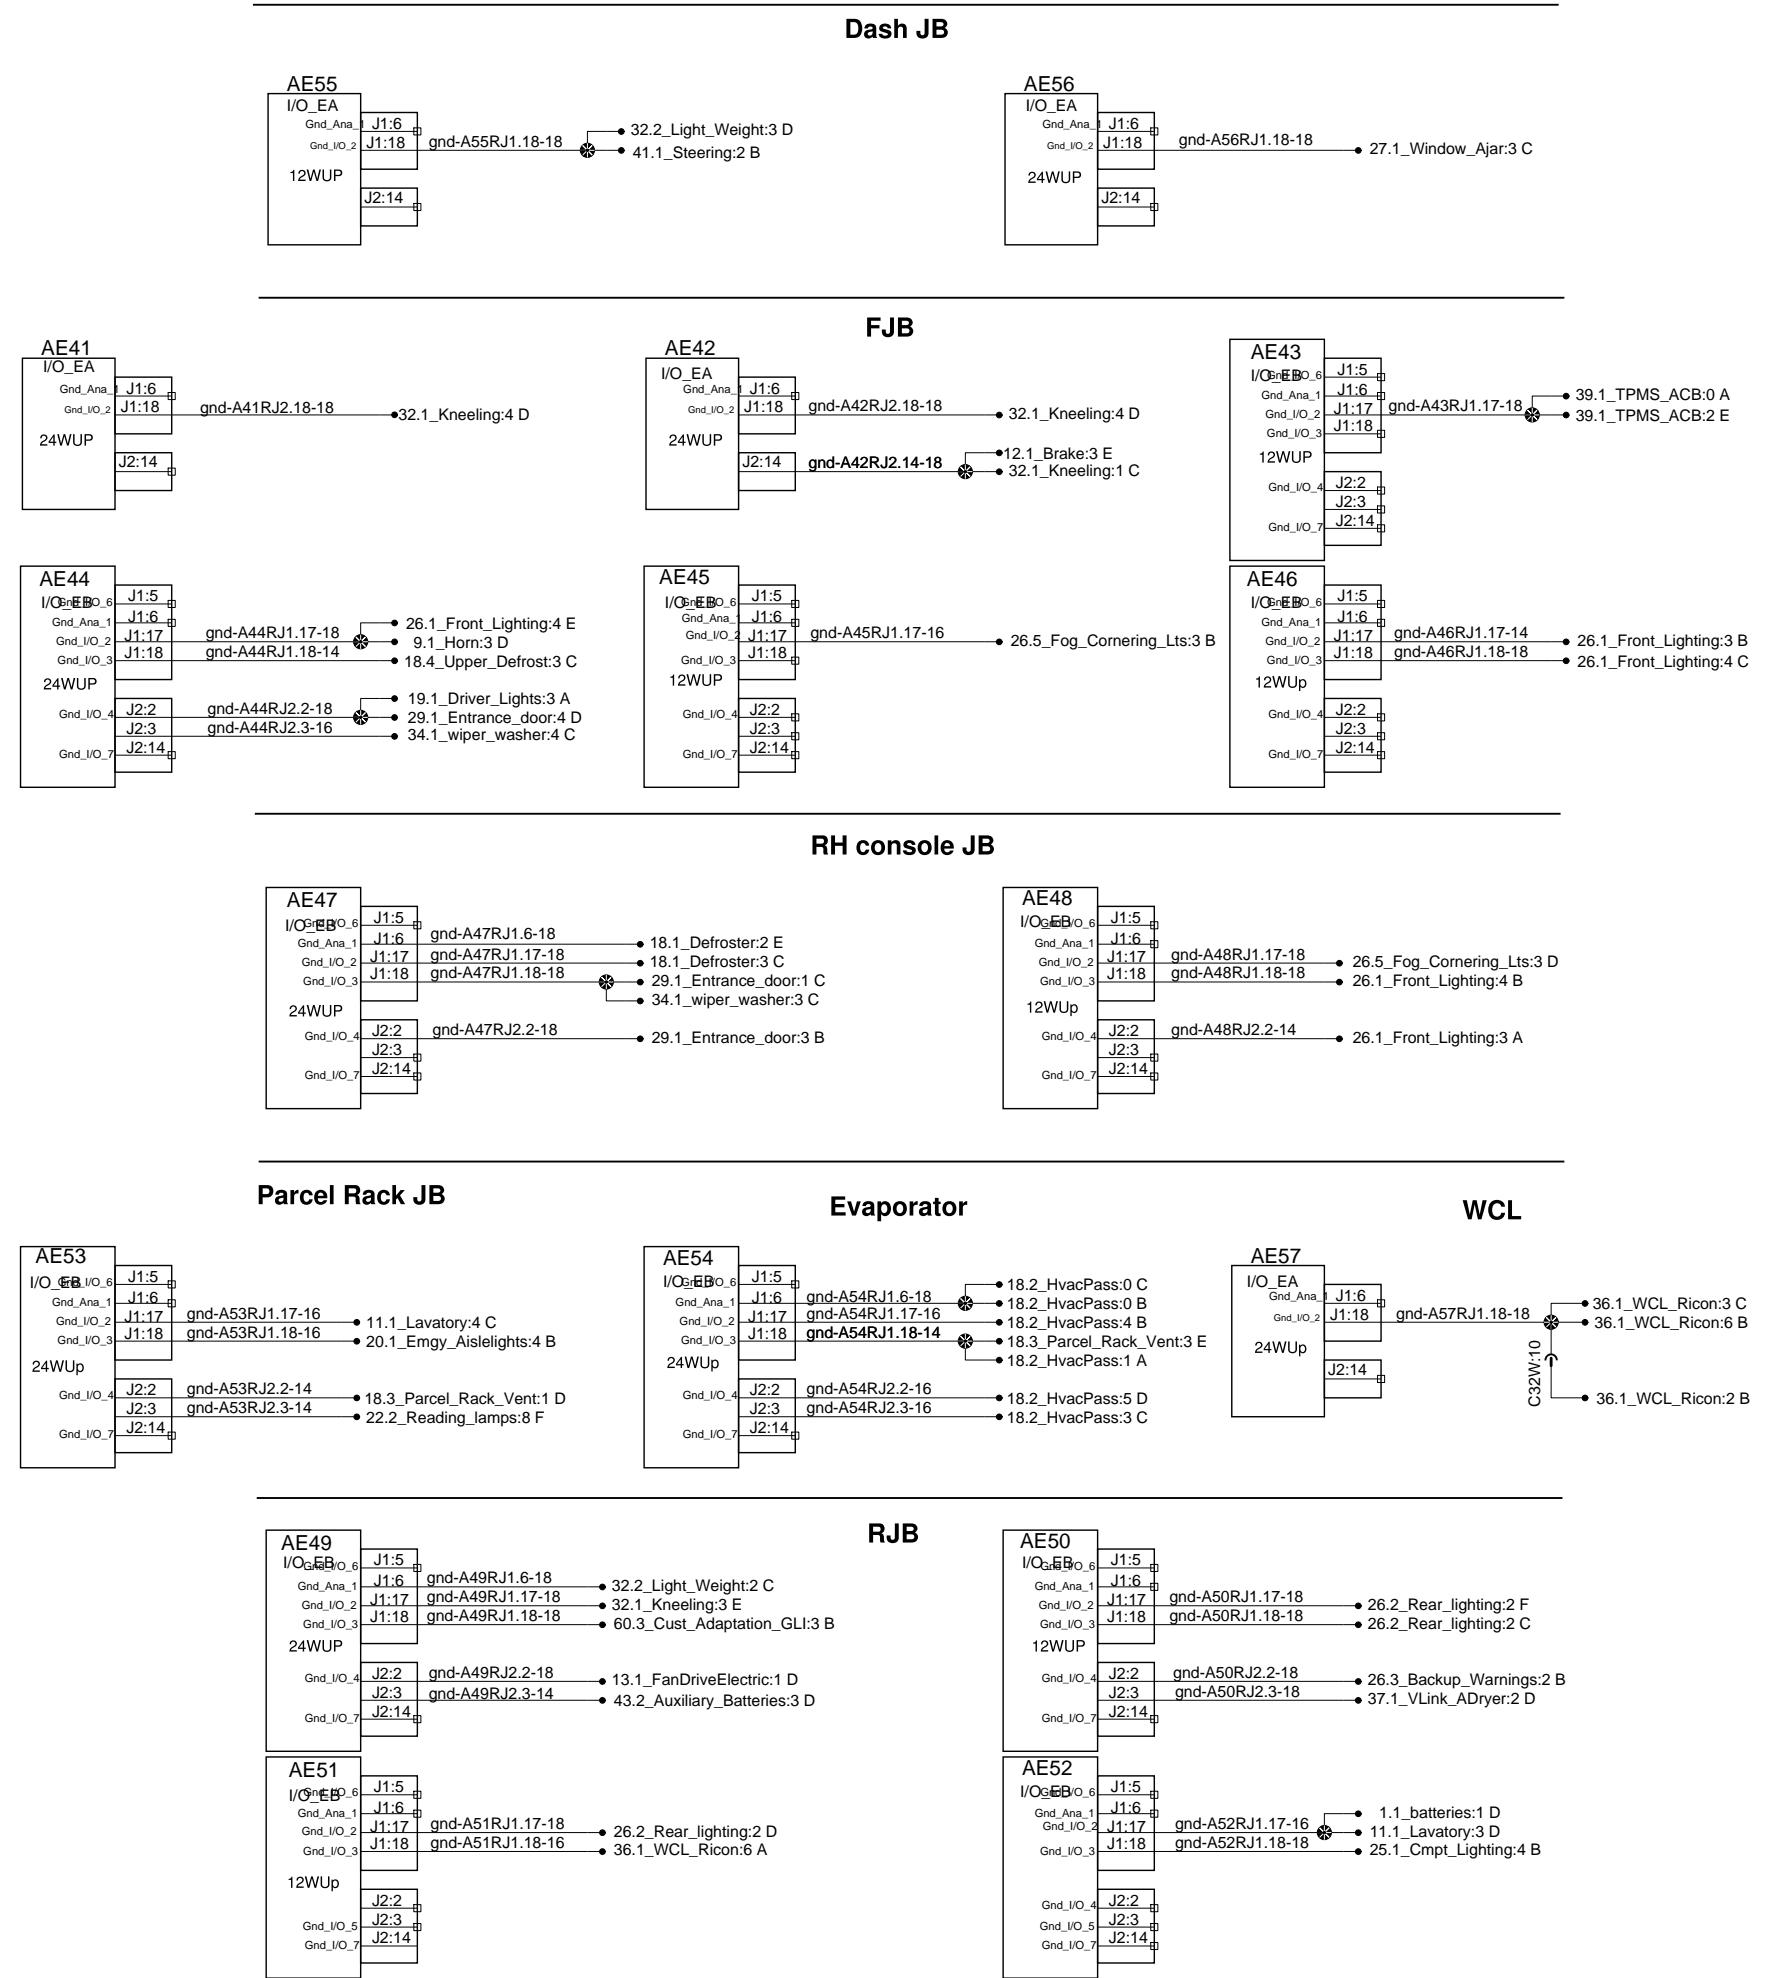 Dash JB
AE55
I/O_EA
Gnd_Ana_1 J1:6
Gnd_I/O_2 J1:18 gnd-A55RJ1.18-18
32.2_Light_Weight:3 D
41.1_Steering:2 B
12WUP
J2:14
AE56
I/O_EA
Gnd_Ana_1 J1:6
Gnd_I/O_2 J1:18 gnd-A56RJ1.18-18 27.1_Window_Ajar:3 C
24WUP
J2:14
FJB
AE41
I/O_EA
Gnd_Ana_1 J1:6
Gnd_I/O_2 J1:18 gnd-A41RJ2.18-18 32.1_Kneeling:4 D
24WUP
J2:14
AE42
I/O_EA
Gnd_Ana_1 J1:6
Gnd_I/O_2 J1:18 gnd-A42RJ2.18-18 32.1_Kneeling:4 D
24WUP
J2:14 gnd-A42RJ2.14-18
12.1_Brake:3 E
32.1_Kneeling:1 C
AE43
I/O_EB
Gnd_I/O_6 J1:5
Gnd_Ana_1 J1:6
Gnd_I/O_2 J1:17 gnd-A43RJ1.17-18
39.1_TPMS_ACB:0 A
39.1_TPMS_ACB:2 E
Gnd_I/O_3 J1:18
12WUP
Gnd_I/O_4 J2:2
J2:3
Gnd_I/O_7 J2:14
AE44
I/O_EB
Gnd_I/O_6 J1:5
Gnd_Ana_1 J1:6
Gnd_I/O_2 J1:17 gnd-A44RJ1.17-18
26.1_Front_Lighting:4 E
9.1_Horn:3 D
Gnd_I/O_3 J1:18 gnd-A44RJ1.18-14 18.4_Upper_Defrost:3 C
24WUP
Gnd_I/O_4 J2:2 gnd-A44RJ2.2-18
19.1_Driver_Lights:3 A
29.1_Entrance_door:4 D
J2:3 gnd-A44RJ2.3-16 34.1_wiper_washer:4 C
Gnd_I/O_7 J2:14
AE45
I/O_EB
Gnd_I/O_6 J1:5
Gnd_Ana_1 J1:6
Gnd_I/O_2 J1:17 gnd-A45RJ1.17-16 26.5_Fog_Cornering_Lts:3 B
J1:18
12WUP
Gnd_I/O_4 J2:2
J2:3
Gnd_I/O_7 J2:14
AE46
I/O_EB
Gnd_I/O_6 J1:5
Gnd_Ana_1 J1:6
Gnd_I/O_2 J1:17 gnd-A46RJ1.17-14 26.1_Front_Lighting:3 B
Gnd_I/O_3 J1:18 gnd-A46RJ1.18-18 26.1_Front_Lighting:4 C
12WUp
Gnd_I/O_4 J2:2
J2:3
Gnd_I/O_7 J2:14
RH console JB
AE47
I/O_EB
Gnd_I/O_6 J1:5
Gnd_Ana_1 J1:6 gnd-A47RJ1.6-18 18.1_Defroster:2 E
Gnd_I/O_2 J1:17 gnd-A47RJ1.17-18 18.1_Defroster:3 C
Gnd_I/O_3 J1:18 gnd-A47RJ1.18-18 29.1_Entrance_door:1 C
34.1_wiper_washer:3 C
24WUP
Gnd_I/O_4 J2:2 gnd-A47RJ2.2-18 29.1_Entrance_door:3 B
J2:3
Gnd_I/O_7 J2:14
AE48
I/O_EB
Gnd_I/O_6 J1:5
Gnd_Ana_1 J1:6
Gnd_I/O_2 J1:17 gnd-A48RJ1.17-18 26.5_Fog_Cornering_Lts:3 D
Gnd_I/O_3 J1:18 gnd-A48RJ1.18-18 26.1_Front_Lighting:4 B
12WUp
Gnd_I/O_4 J2:2 gnd-A48RJ2.2-14 26.1_Front_Lighting:3 A
J2:3
Gnd_I/O_7 J2:14
Parcel Rack JB
AE53
I/O_EB
Gnd_I/O_6 J1:5
Gnd_Ana_1 J1:6
Gnd_I/O_2 J1:17 gnd-A53RJ1.17-16 11.1_Lavatory:4 C
Gnd_I/O_3 J1:18 gnd-A53RJ1.18-16 20.1_Emgy_Aislelights:4 B
24WUp
Gnd_I/O_4 J2:2 gnd-A53RJ2.2-14 18.3_Parcel_Rack_Vent:1 D
J2:3 gnd-A53RJ2.3-14 22.2_Reading_lamps:8 F
Gnd_I/O_7 J2:14
Evaporator
AE54
I/O_EB
Gnd_I/O_6 J1:5
Gnd_Ana_1 J1:6 gnd-A54RJ1.6-18
18.2_HvacPass:0 C
18.2_HvacPass:0 B
Gnd_I/O_2 J1:17 gnd-A54RJ1.17-16 18.2_HvacPass:4 B
Gnd_I/O_3 J1:18 gnd-A54RJ1.18-14 18.3_Parcel_Rack_Vent:3 E
18.2_HvacPass:1 A
24WUp
Gnd_I/O_4 J2:2 gnd-A54RJ2.2-16 18.2_HvacPass:5 D
J2:3 gnd-A54RJ2.3-16 18.2_HvacPass:3 C
Gnd_I/O_7 J2:14
WCL
AE57
I/O_EA
Gnd_Ana_1 J1:6
Gnd_I/O_2 J1:18 gnd-A57RJ1.18-18
36.1_WCL_Ricon:3 C
36.1_WCL_Ricon:6 B
24WUp
J2:14
C32W:10
36.1_WCL_Ricon:2 B
RJB
AE49
I/O_EB
Gnd_I/O_6 J1:5
Gnd_Ana_1 J1:6 gnd-A49RJ1.6-18 32.2_Light_Weight:2 C
Gnd_I/O_2 J1:17 gnd-A49RJ1.17-18 32.1_Kneeling:3 E
Gnd_I/O_3 J1:18 gnd-A49RJ1.18-18 60.3_Cust_Adaptation_GLI:3 B
24WUP
Gnd_I/O_4 J2:2 gnd-A49RJ2.2-18 13.1_FanDriveElectric:1 D
J2:3 gnd-A49RJ2.3-14 43.2_Auxiliary_Batteries:3 D
Gnd_I/O_7 J2:14
AE50
I/O_EB
Gnd_I/O_6 J1:5
Gnd_Ana_1 J1:6
Gnd_I/O_2 J1:17 gnd-A50RJ1.17-18 26.2_Rear_lighting:2 F
Gnd_I/O_3 J1:18 gnd-A50RJ1.18-18 26.2_Rear_lighting:2 C
12WUP
Gnd_I/O_4 J2:2 gnd-A50RJ2.2-18 26.3_Backup_Warnings:2 B
J2:3 gnd-A50RJ2.3-18 37.1_VLink_ADryer:2 D
Gnd_I/O_7 J2:14
AE51
I/O_EB
Gnd_I/O_6 J1:5
Gnd_Ana_1 J1:6
Gnd_I/O_2 J1:17 gnd-A51RJ1.17-18 26.2_Rear_lighting:2 D
Gnd_I/O_3 J1:18 gnd-A51RJ1.18-16 36.1_WCL_Ricon:6 A
12WUp
J2:2
Gnd_I/O_5 J2:3
Gnd_I/O_7 J2:14
AE52
I/O_EB
Gnd_I/O_6 J1:5
Gnd_Ana_1 J1:6
Gnd_I/O_2 J1:17 gnd-A52RJ1.17-16
1.1_batteries:1 D
11.1_Lavatory:3 D
Gnd_I/O_3 J1:18 gnd-A52RJ1.18-18 25.1_Cmpt_Lighting:4 B
Gnd_I/O_4 J2:2
Gnd_I/O_5 J2:3
Gnd_I/O_7 J2:14